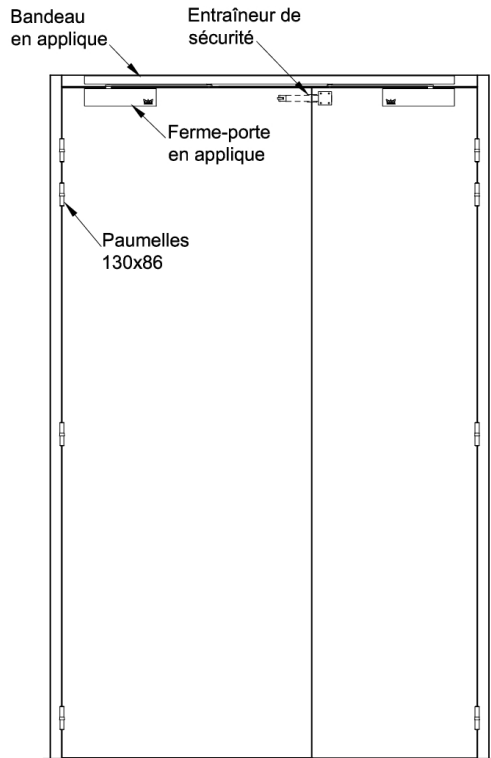 Bandeau
en applique
Entraîneur de
sécurité
Ferme-porte
en applique
Paumelles
130x86